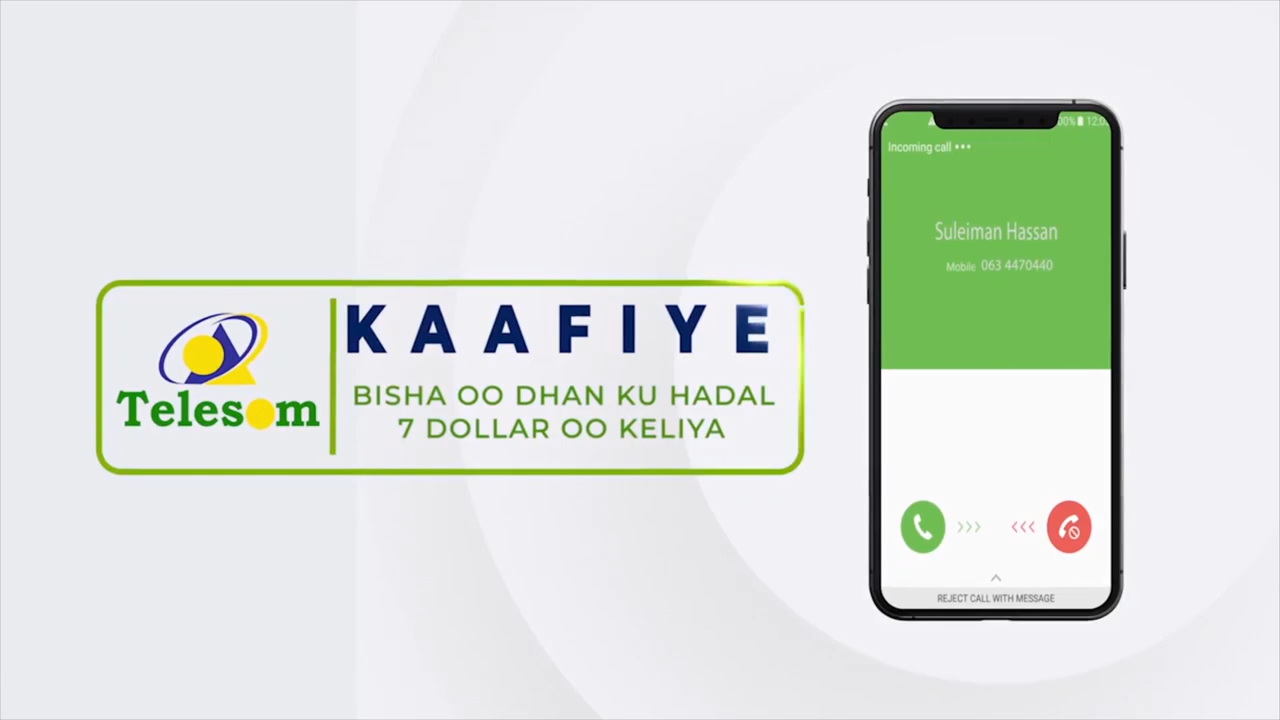 Telesom
KAAFIYE
BISHA OO DHAN KU HADAL
7 DOLLAR OO KELIYA
Incoming call •••
Suleiman Hassan
Mobile 063 4470440
REJECT CALL WITH MESSAGE